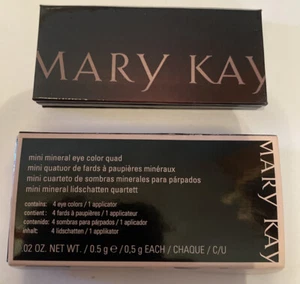 MARY KAY
mini mineral eye color quad
mini quatuor de fards à paupières minéraux
mini cuarteto de sombras minerales para párpados
mini mineral lidschatten quartett
contains: 4 eye colors / 1 applicator
contient: 4 fards à paupières / 1 applicateur
contenido: 4 sombras para párpados / 1 aplicador
inhalt: 4 lidschatten / 1 applikator
.02 OZ. NET WT. / 0.5 g ℮ / 0,5 g EACH / CHAQUE / C/U
MARY KAY